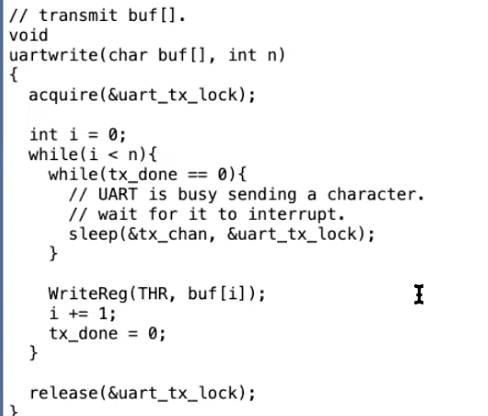 // transmit buf[].
void
uartwrite(char buf[], int n)
{
  acquire(&uart_tx_lock);

  int i = 0;
  while(i < n){
    while(tx_done == 0){
      // UART is busy sending a character.
      // wait for it to interrupt.
      sleep(&tx_chan, &uart_tx_lock);
    }

    WriteReg(THR, buf[i]);
    i += 1;
    tx_done = 0;
  }

  release(&uart_tx_lock);
}